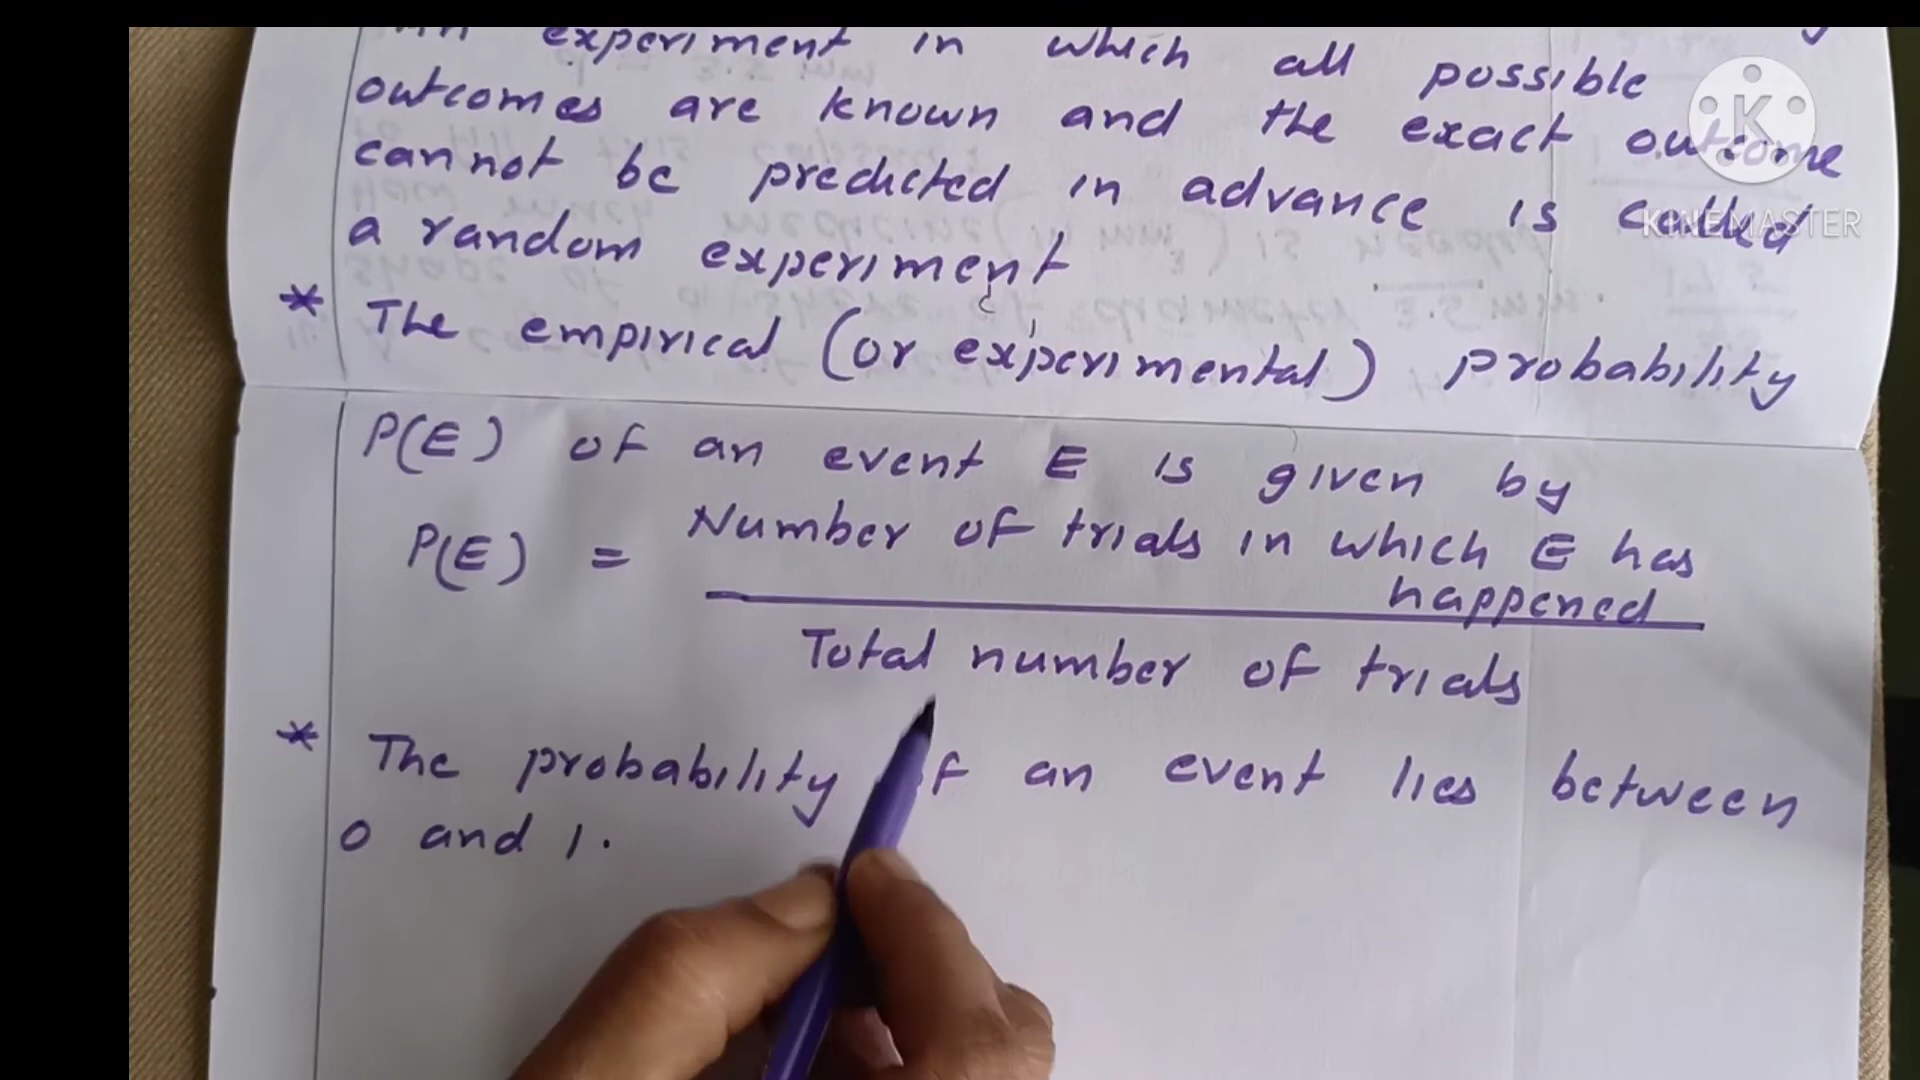 An experiment in which all possible
outcomes are known and the exact outcome
cannot be predicted in advance is called
a random experiment
* The empirical (or experimental) probability
P(E) of an event E is given by
P(E) = Number of trials in which E has
happened
Total number of trials
* The probability of an event lies between
0 and 1.
K
KINEMASTER